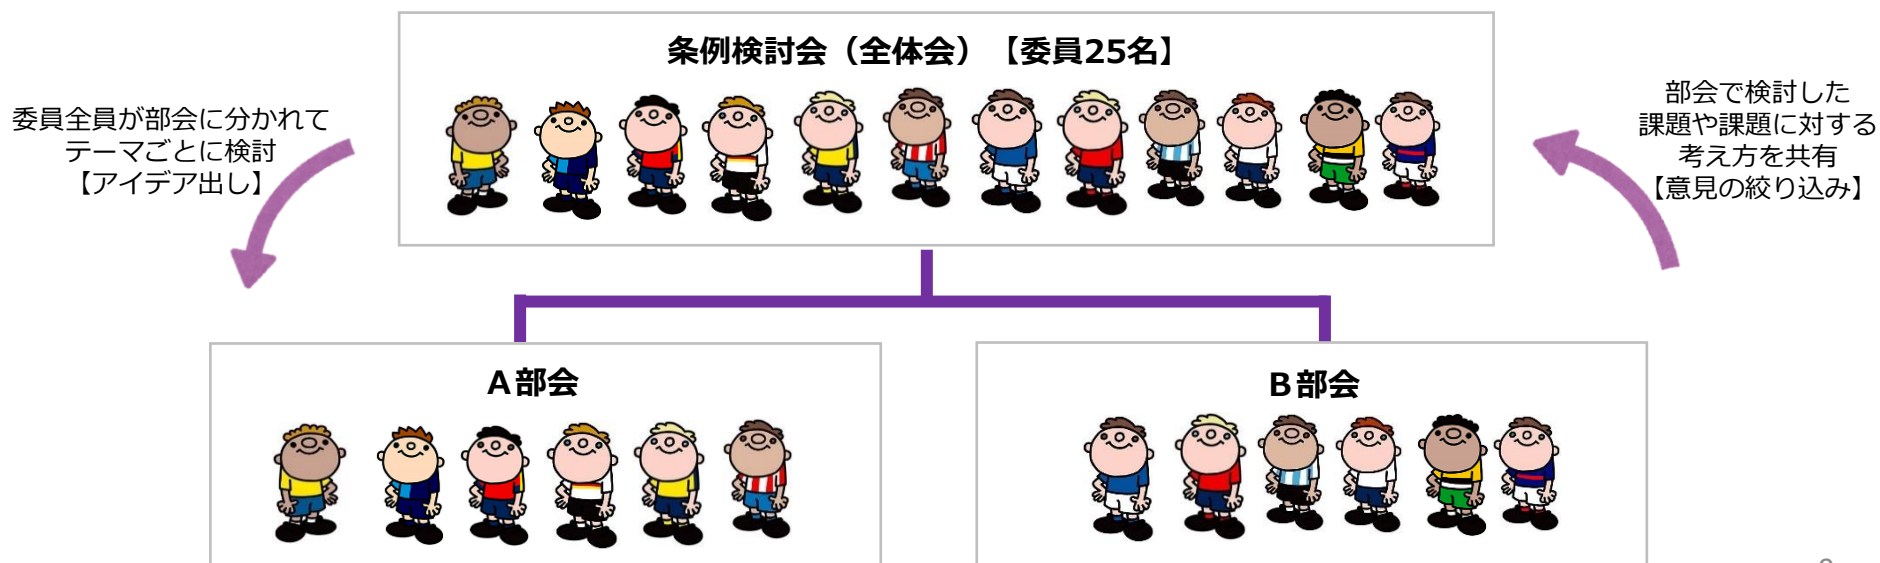 条例検討会（全体会）【委員25名】
委員全員が部会に分かれて
テーマごとに検討
【アイデア出し】
部会で検討した
課題や課題に対する
考え方を共有
【意見の絞り込み】
Ａ部会
Ｂ部会